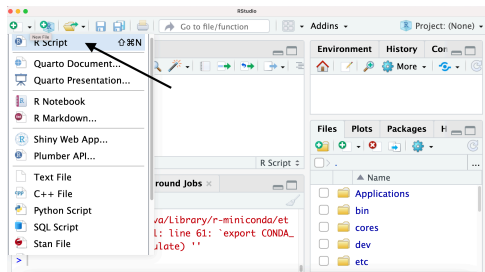 RStudio
Go to file/function
Addins
Project: (None)
New File
R Script ⇧⌘N
Quarto Document...
Quarto Presentation...
R Notebook
R Markdown...
Shiny Web App...
Plumber API...
Text File
C++ File
Python Script
SQL Script
Stan File
>
R Script
round Jobs ×
va/Library/r-miniconda/et
l: line 61: `export CONDA_
ulate) ''
Environment History Con
More
Files Plots Packages H
.
...
Name
Applications
bin
cores
dev
etc